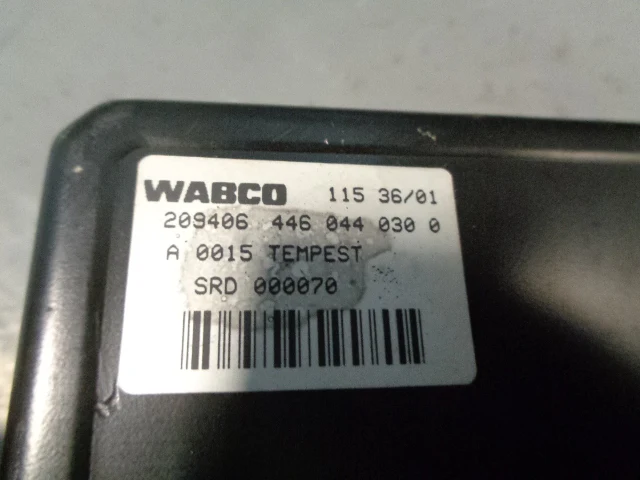 WABCO 115 36/01
209406 446 044 030 0
A 0015 TEMPEST
SRD 000070